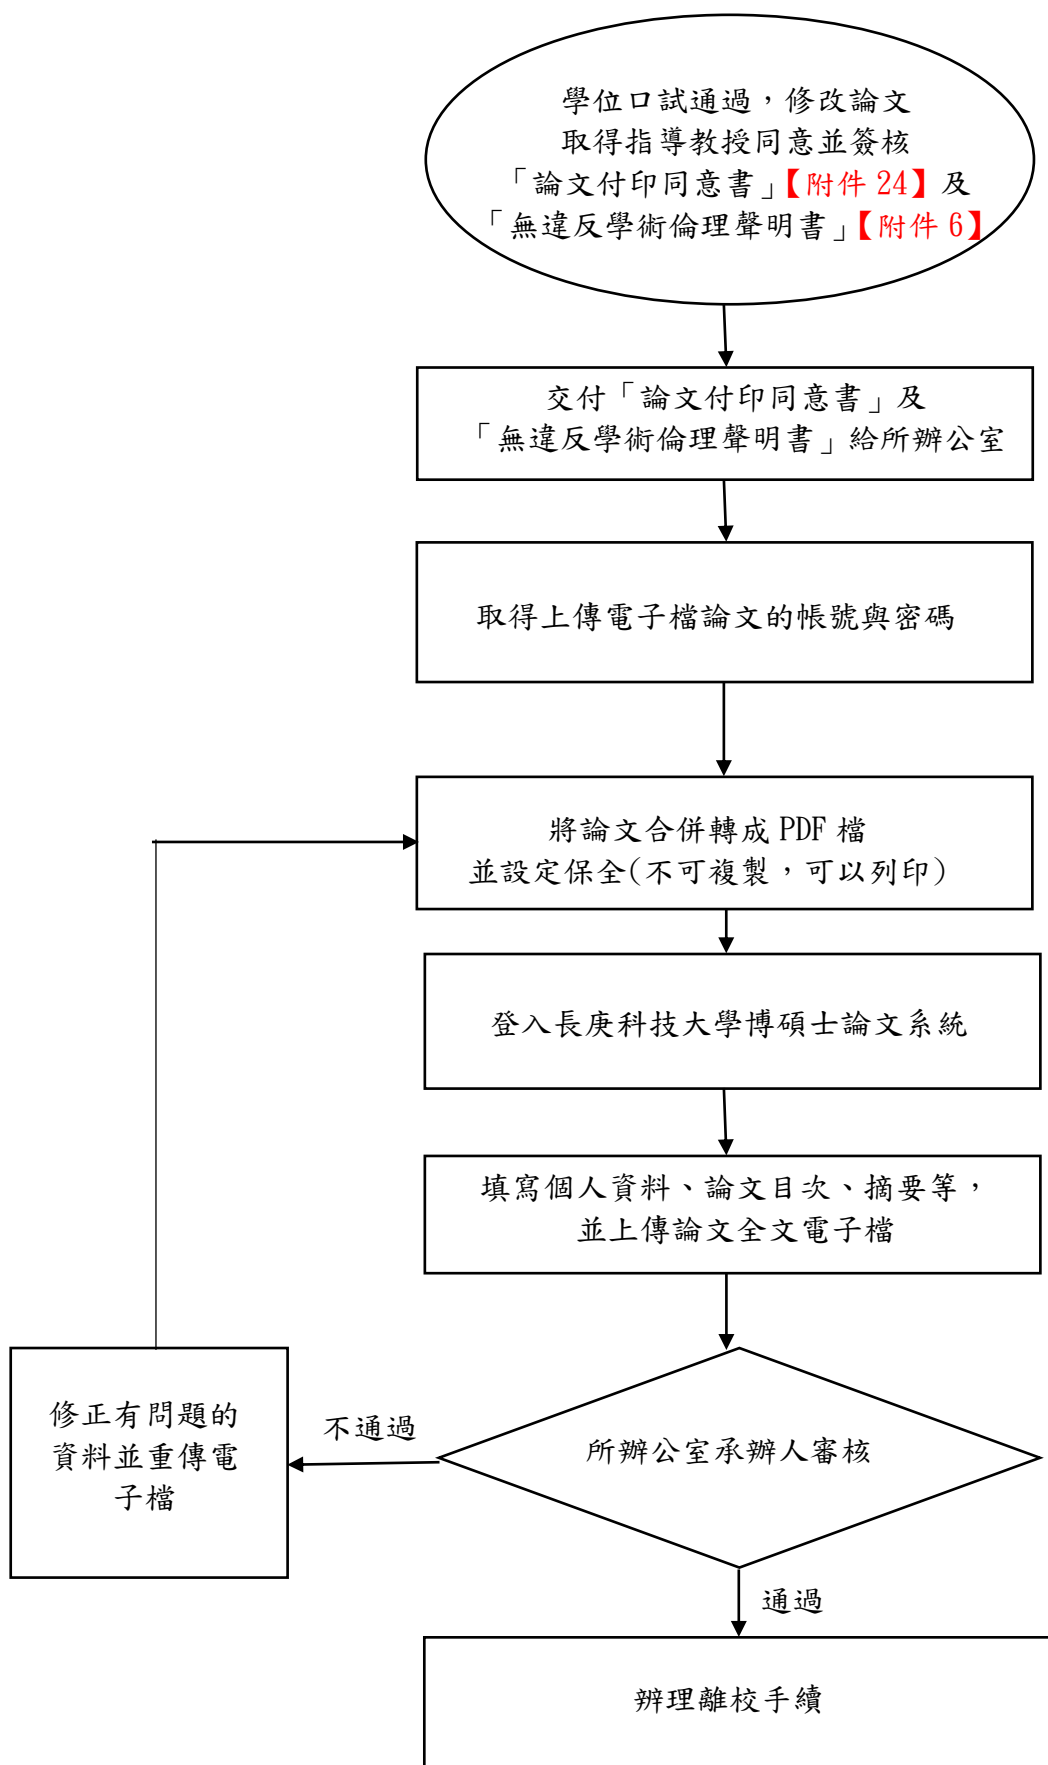 學位口試通過，修改論文
取得指導教授同意並簽核
「論文付印同意書」【附件 24】及
「無違反學術倫理聲明書」【附件 6】
交付「論文付印同意書」及
「無違反學術倫理聲明書」給所辦公室
取得上傳電子檔論文的帳號與密碼
將論文合併轉成 PDF 檔
並設定保全(不可複製，可以列印)
登入長庚科技大學博碩士論文系統
填寫個人資料、論文目次、摘要等，
並上傳論文全文電子檔
所辦公室承辦人審核
不通過
修正有問題的
資料並重傳電
子檔
通過
辦理離校手續